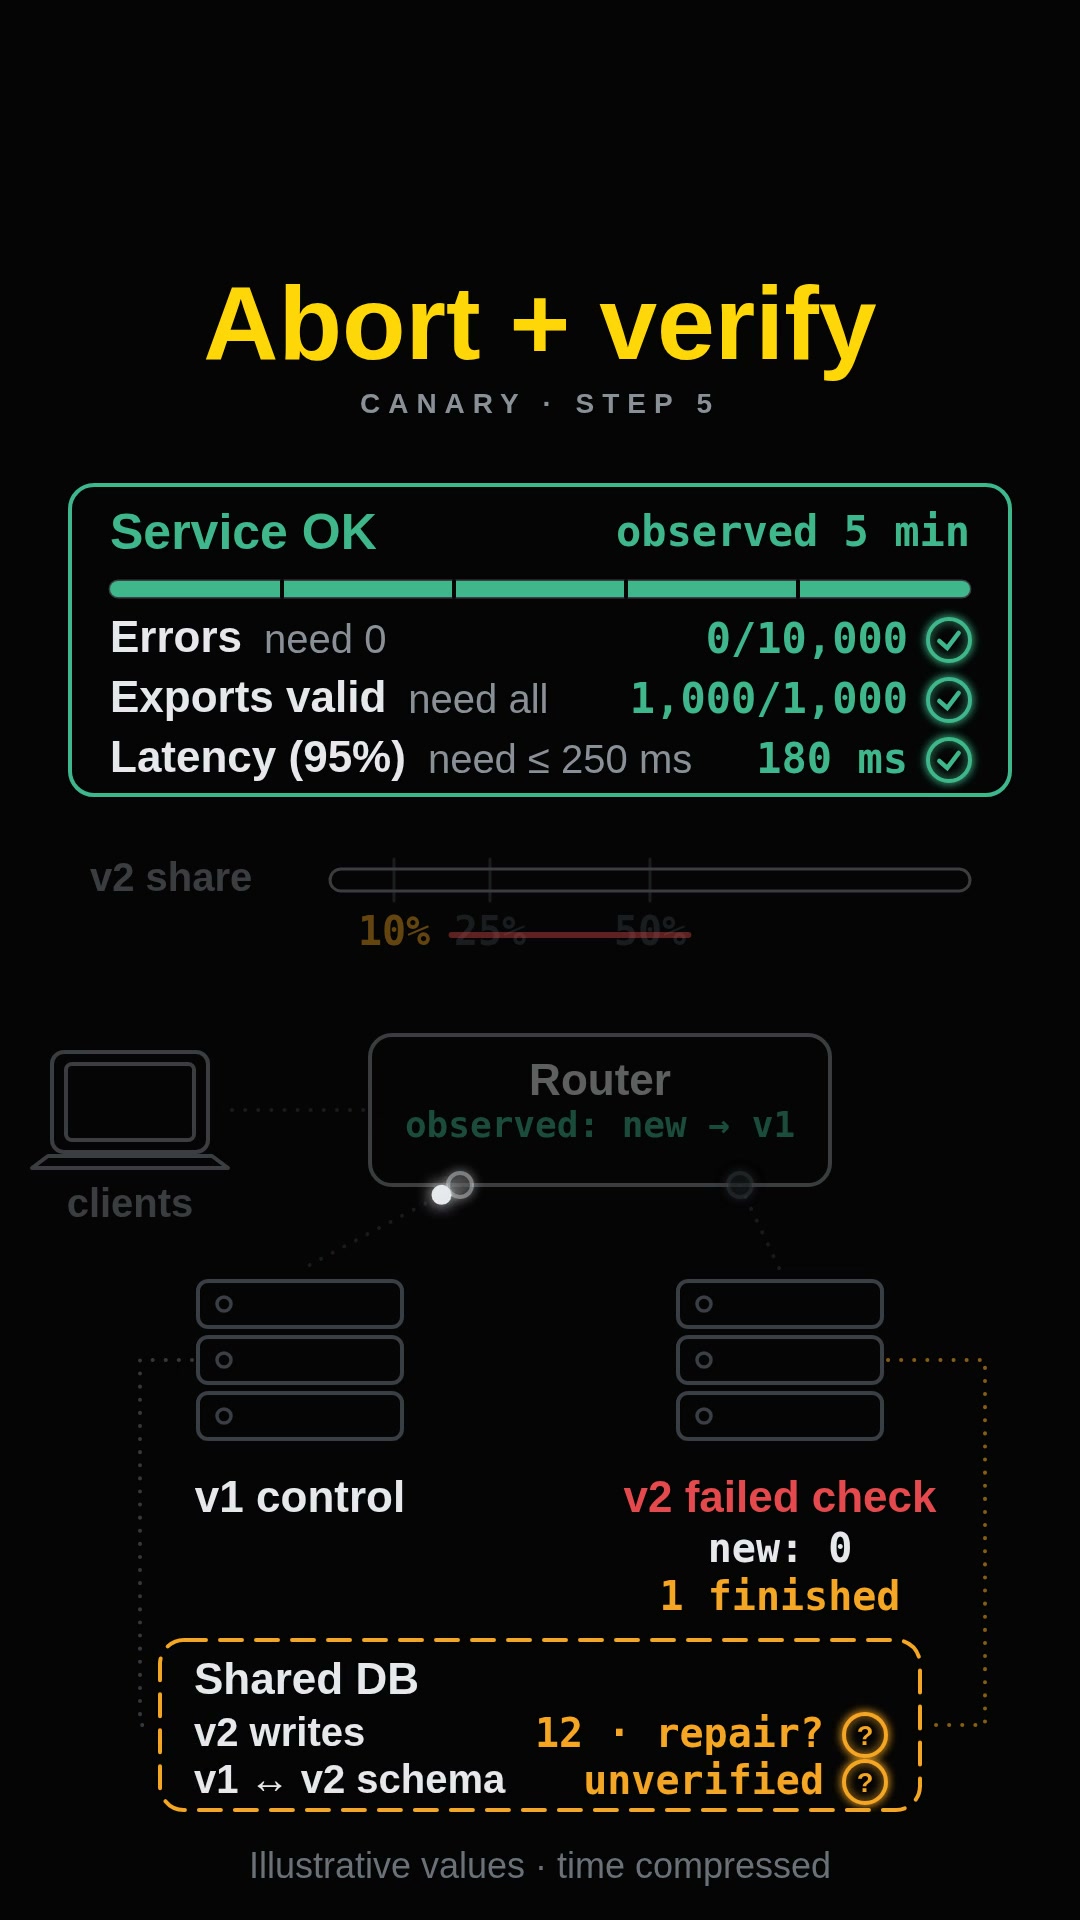 Abort + verify
CANARY · STEP 5
Service OK observed 5 min
Errors need 0 0/10,000
Exports valid need all 1,000/1,000
Latency (95%) need ≤ 250 ms 180 ms
v2 share
10% 25% 50%
Router
observed: new → v1
clients
v1 control
v2 failed check
new: 0
1 finished
Shared DB
v2 writes 12 · repair? ?
v1 ↔ v2 schema unverified ?
Illustrative values · time compressed